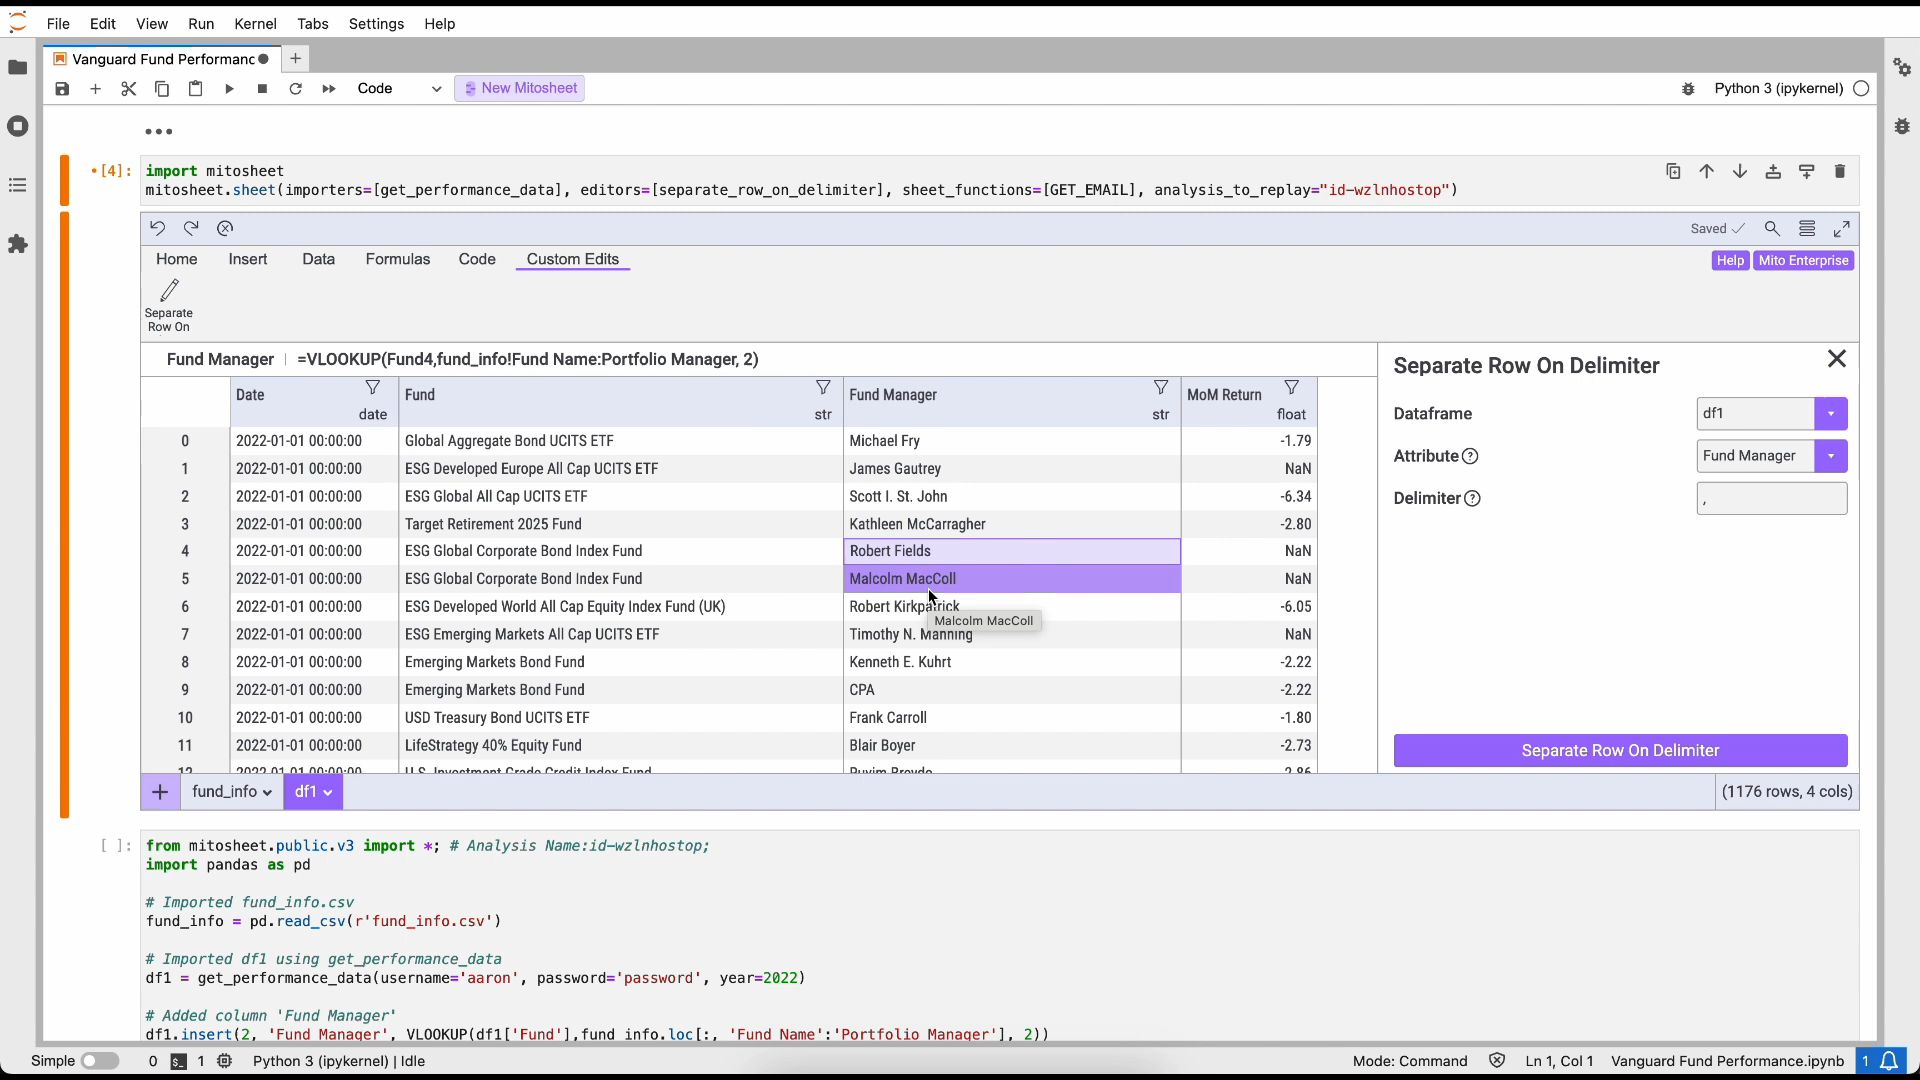 File Edit View Run Kernel Tabs Settings Help
Vanguard Fund Performanc
Code New Mitosheet Python 3 (ipykernel)
•••
•[4]: import mitosheet
mitosheet.sheet(importers=[get_performance_data], editors=[separate_row_on_delimiter], sheet_functions=[GET_EMAIL], analysis_to_replay="id-wzlnhostop")
Saved
Home Insert Data Formulas Code Custom Edits Help Mito Enterprise
Separate
Row On
Fund Manager =VLOOKUP(Fund4,fund_info!Fund Name:Portfolio Manager, 2)
Date Fund Fund Manager MoM Return
date str str float
0 2022-01-01 00:00:00 Global Aggregate Bond UCITS ETF Michael Fry -1.79
1 2022-01-01 00:00:00 ESG Developed Europe All Cap UCITS ETF James Gautrey NaN
2 2022-01-01 00:00:00 ESG Global All Cap UCITS ETF Scott I. St. John -6.34
3 2022-01-01 00:00:00 Target Retirement 2025 Fund Kathleen McCarragher -2.80
4 2022-01-01 00:00:00 ESG Global Corporate Bond Index Fund Robert Fields NaN
5 2022-01-01 00:00:00 ESG Global Corporate Bond Index Fund Malcolm MacColl NaN
6 2022-01-01 00:00:00 ESG Developed World All Cap Equity Index Fund (UK) Robert Kirkpatrick -6.05
Malcolm MacColl
7 2022-01-01 00:00:00 ESG Emerging Markets All Cap UCITS ETF Timothy N. Manning NaN
8 2022-01-01 00:00:00 Emerging Markets Bond Fund Kenneth E. Kuhrt -2.22
9 2022-01-01 00:00:00 Emerging Markets Bond Fund CPA -2.22
10 2022-01-01 00:00:00 USD Treasury Bond UCITS ETF Frank Carroll -1.80
11 2022-01-01 00:00:00 LifeStrategy 40% Equity Fund Blair Boyer -2.73
12 2022-01-01 00:00:00 U.S. Investment Grade Credit Index Fund -2.86
Separate Row On Delimiter
Dataframe df1
Attribute Fund Manager
Delimiter ,
Separate Row On Delimiter
fund_info df1 (1176 rows, 4 cols)
[ ]: from mitosheet.public.v3 import *; # Analysis Name:id-wzlnhostop;
import pandas as pd
# Imported fund_info.csv
fund_info = pd.read_csv(r'fund_info.csv')
# Imported df1 using get_performance_data
df1 = get_performance_data(username='aaron', password='password', year=2022)
# Added column 'Fund Manager'
df1.insert(2, 'Fund Manager', VLOOKUP(df1['Fund'],fund_info.loc[:, 'Fund Name':'Portfolio Manager'], 2))
Simple 0 1 Python 3 (ipykernel) | Idle Mode: Command Ln 1, Col 1 Vanguard Fund Performance.ipynb 1